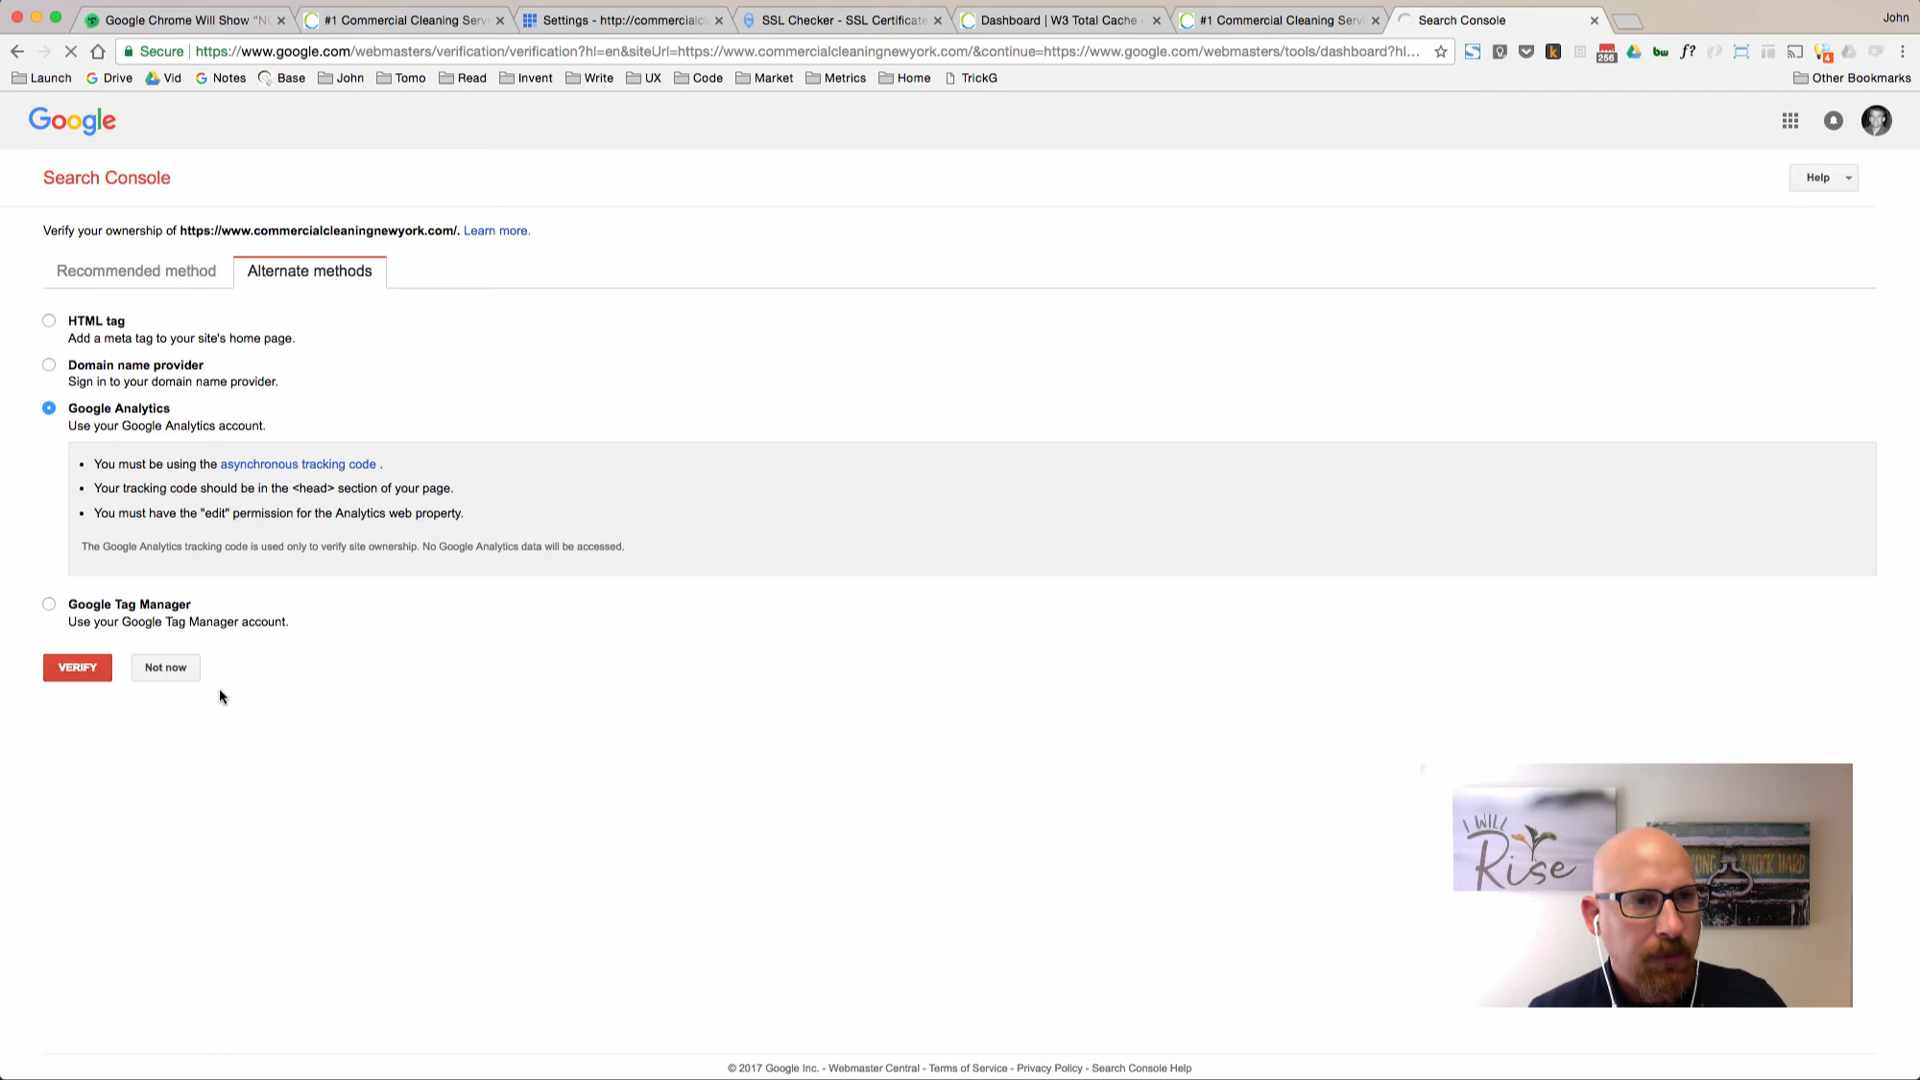 Google Chrome Will Show "N
#1 Commercial Cleaning Servi
Settings - http://commercialcl
SSL Checker - SSL Certificate
Dashboard | W3 Total Cache
#1 Commercial Cleaning Servi
Search Console
John
Secure
https://www.google.com/webmasters/verification/verification?hl=en&siteUrl=https://www.commercialcleaningnewyork.com/&continue=https://www.google.com/webmasters/tools/dashboard?hl...
256
bw
f?
4
Launch
Drive
Vid
Notes
Base
John
Tomo
Read
Invent
Write
UX
Code
Market
Metrics
Home
TrickG
Other Bookmarks
Google
Search Console
Help
Verify your ownership of https://www.commercialcleaningnewyork.com/. Learn more.
Recommended method
Alternate methods
HTML tag
Add a meta tag to your site's home page.
Domain name provider
Sign in to your domain name provider.
Google Analytics
Use your Google Analytics account.
• You must be using the asynchronous tracking code .
• Your tracking code should be in the <head> section of your page.
• You must have the "edit" permission for the Analytics web property.
The Google Analytics tracking code is used only to verify site ownership. No Google Analytics data will be accessed.
Google Tag Manager
Use your Google Tag Manager account.
VERIFY
Not now
I WILL
Rise
KNOCK HARD
© 2017 Google Inc. - Webmaster Central - Terms of Service - Privacy Policy - Search Console Help